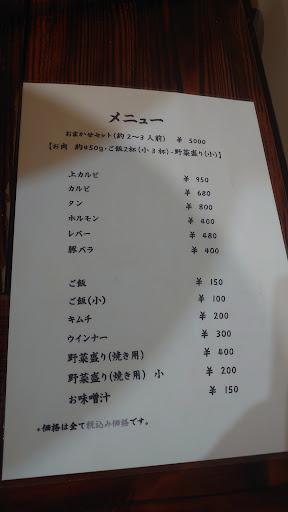 メニュー
おまかせセット(約2〜3人前) ¥ 5000
【お肉 約450g・ご飯2杯(小3杯)・野菜盛り(小)】
上カルビ ¥ 950
カルビ ¥ 680
タン ¥ 800
ホルモン ¥ 400
レバー ¥ 480
豚バラ ¥ 400
ご飯 ¥ 150
ご飯(小) ¥ 100
キムチ ¥ 200
ウインナー ¥ 300
野菜盛り(焼き用) ¥ 400
野菜盛り(焼き用) 小 ¥ 200
お味噌汁 ¥ 150
*価格は全て税込み価格です。